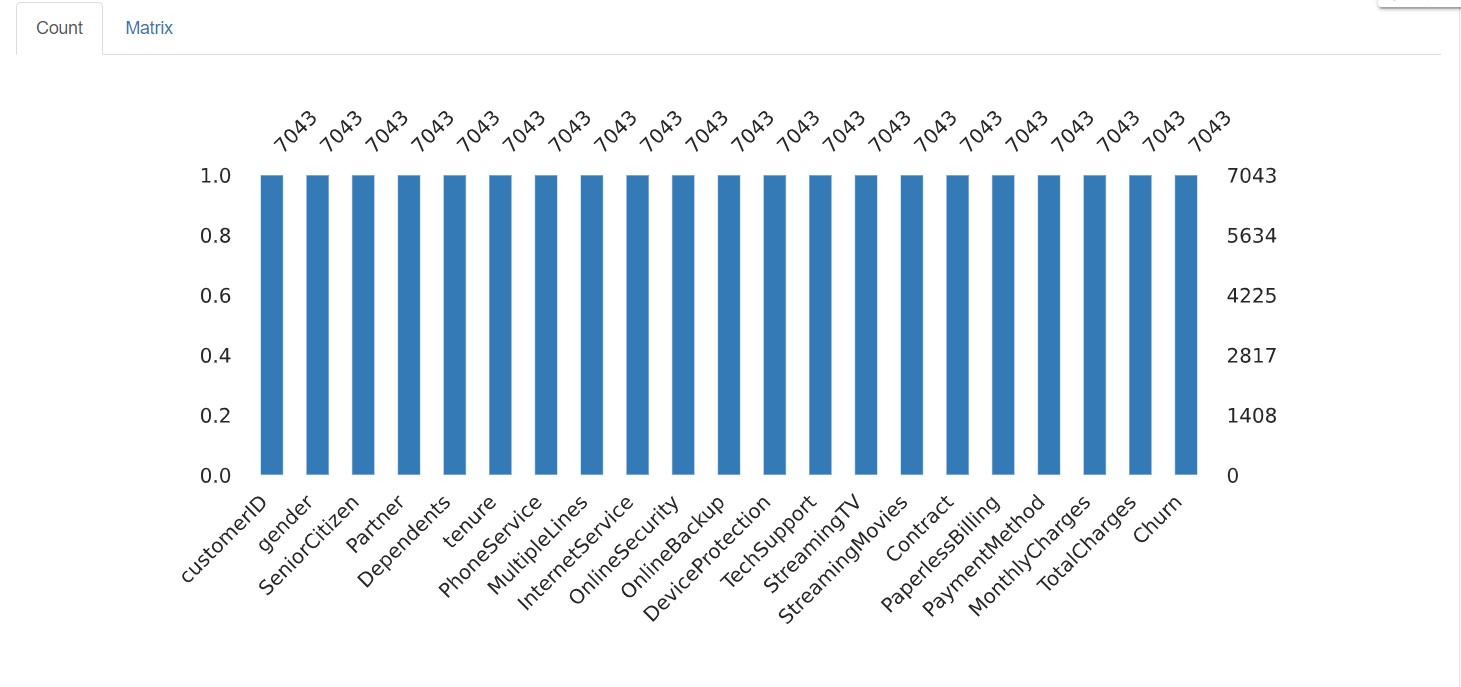 Count Matrix
7043 7043 7043 7043 7043 7043 7043 7043 7043 7043 7043 7043 7043 7043 7043 7043 7043 7043 7043 7043 7043
1.0 7043
0.8 5634
0.6 4225
0.4 2817
0.2 1408
0.0 0
customerID gender SeniorCitizen Partner Dependents tenure PhoneService MultipleLines InternetService OnlineSecurity OnlineBackup DeviceProtection TechSupport StreamingTV StreamingMovies Contract PaperlessBilling PaymentMethod MonthlyCharges TotalCharges Churn